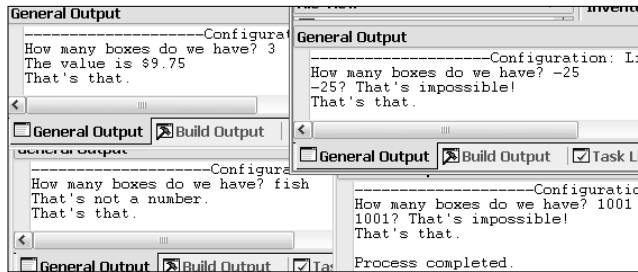 General Output
--------------------Configurat
How many boxes do we have? 3
The value is $9.75
That's that.
General Output
Build Output
General Output
--------------------Configuration: Li
How many boxes do we have? -25
-25? That's impossible!
That's that.
General Output
Build Output
Task L
--------------------Configura
How many boxes do we have? fish
That's not a number.
That's that.
General Output
Build Output
Tas
--------------------Configuratio
How many boxes do we have? 1001
1001? That's impossible!
That's that.
Process completed.